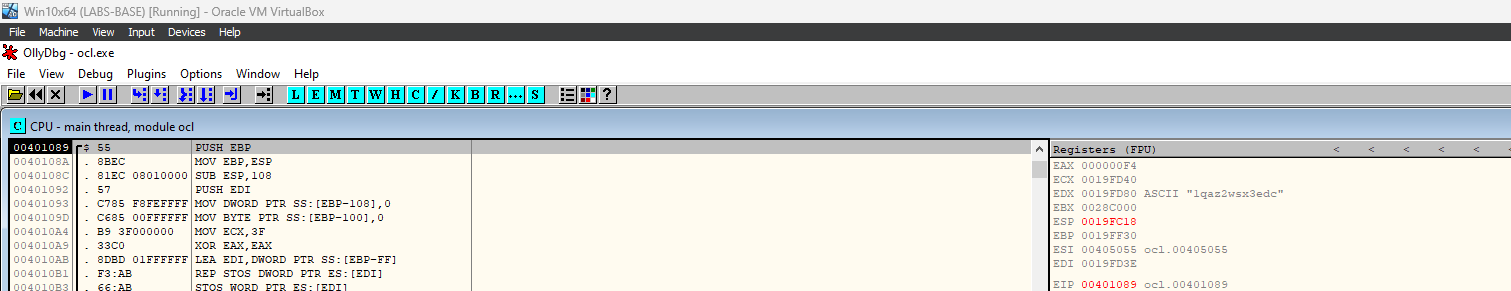 Win10x64 (LABS-BASE) [Running] - Oracle VM VirtualBox
File Machine View Input Devices Help
OllyDbg - ocl.exe
File View Debug Plugins Options Window Help
L E M T W H C / K B R ... S ?
C CPU - main thread, module ocl
00401089 $ 55 PUSH EBP
0040108A . 8BEC MOV EBP,ESP
0040108C . 81EC 08010000 SUB ESP,108
00401092 . 57 PUSH EDI
00401093 . C785 F8FEFFFF MOV DWORD PTR SS:[EBP-108],0
0040109D . C685 00FFFFFF MOV BYTE PTR SS:[EBP-100],0
004010A4 . B9 3F000000 MOV ECX,3F
004010A9 . 33C0 XOR EAX,EAX
004010AB . 8DBD 01FFFFFF LEA EDI,DWORD PTR SS:[EBP-FF]
004010B1 . F3:AB REP STOS DWORD PTR ES:[EDI]
004010B3 . 66:AB STOS WORD PTR ES:[EDI]
Registers (FPU) < < < < <
EAX 000000F4
ECX 0019FD40
EDX 0019FD80 ASCII "1qaz2wsx3edc"
EBX 0028C000
ESP 0019FC18
EBP 0019FF30
ESI 00405055 ocl.00405055
EDI 0019FD3E
EIP 00401089 ocl.00401089